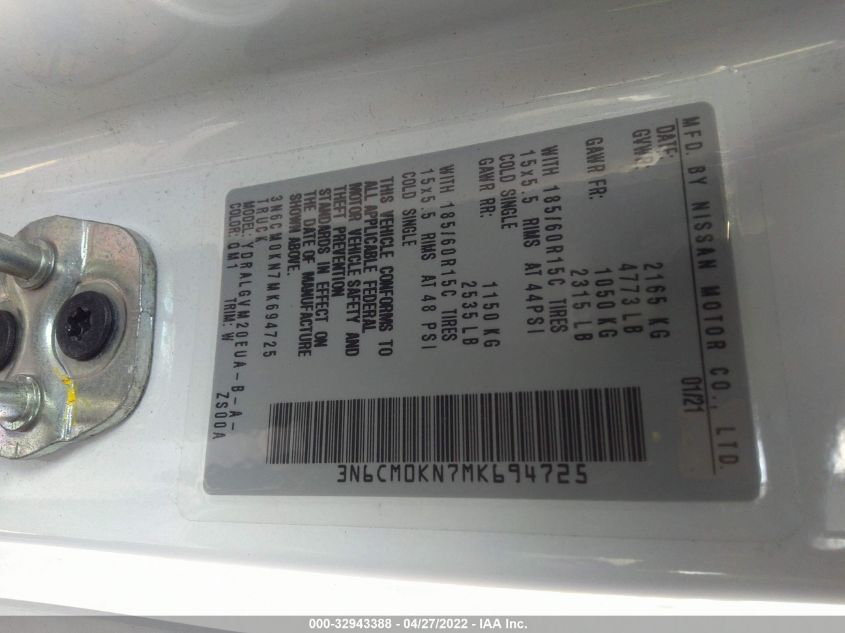 MFD. BY NISSAN MOTOR CO., LTD.
DATE: 01/21
GVWR: 2165 KG
4773 LB
GAWR FR: 1050 KG
2315 LB
WITH 185/60R15C TIRES
15x5.5 RIMS AT 44PSI
COLD SINGLE
GAWR RR: 1150 KG
2535 LB
WITH 185/60R15C TIRES
15x5.5 RIMS AT 48 PSI
COLD SINGLE
THIS VEHICLE CONFORMS TO
ALL APPLICABLE FEDERAL
MOTOR VEHICLE SAFETY AND
THEFT PREVENTION
STANDARDS IN EFFECT ON
THE DATE OF MANUFACTURE
SHOWN ABOVE.
3N6CM0KN7MK694725
TRUCK
MODEL: YDRALGVM20EUA-B-A-
COLOR: QM1 TRIM: W ZS00A
3N6CM0KN7MK694725
000-32943388 - 04/27/2022 - IAA Inc.